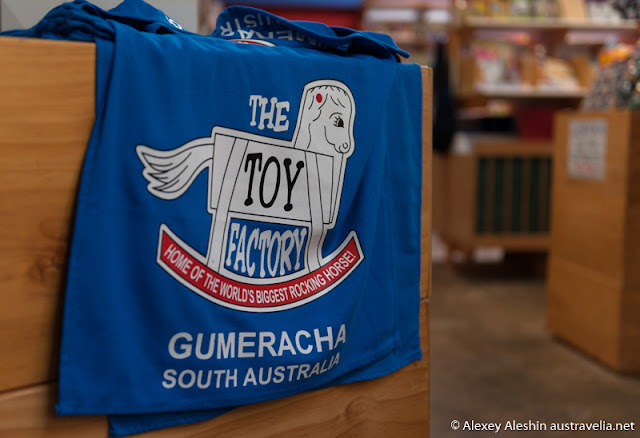 THE
TOY
FACTORY
HOME OF THE WORLD'S BIGGEST ROCKING HORSE!
GUMERACHA
SOUTH AUSTRALIA
© Alexey Aleshin austravelia.net